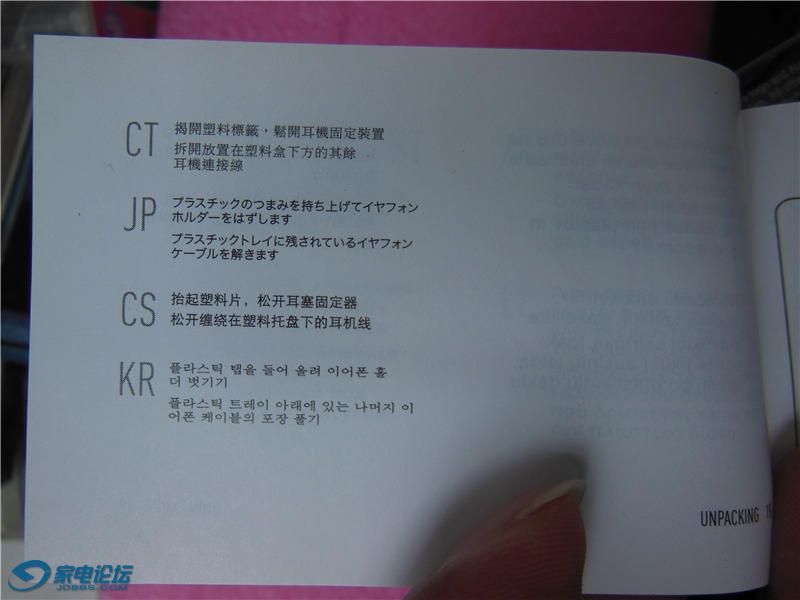 CT
揭開塑料標籤，鬆開耳機固定裝置
拆開放置在塑料盒下方的其餘
耳機連接線
JP
プラスチックのつまみを持ち上げてイヤフォン
ホルダーをはずします
プラスチックトレイに残されているイヤフォン
ケーブルを解きます
CS
抬起塑料片，松开耳塞固定器
松开缠绕在塑料托盘下的耳机线
KR
플라스틱 탭을 들어 올려 이어폰 홀
더 벗기기
플라스틱 트레이 아래에 있는 나머지 이
어폰 케이블의 포장 풀기
UNPACKING
家电论坛
JDBBS.COM